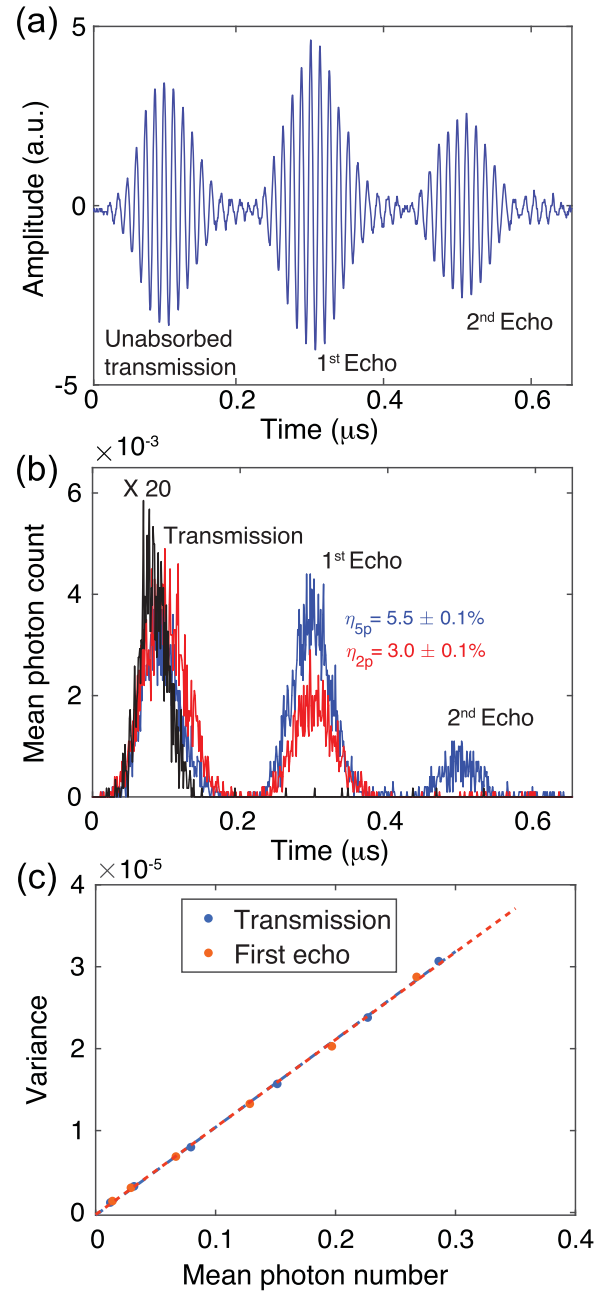 (a)
5
0
-5
Amplitude (a.u.)
Unabsorbed
transmission
1st Echo
2nd Echo
0 0.2 0.4 0.6
Time (μs)
(b)
×10-3
6
4
2
0
Mean photon count
X 20
Transmission
1st Echo
η5p= 5.5 ± 0.1%
η2p= 3.0 ± 0.1%
2nd Echo
0 0.2 0.4 0.6
Time (μs)
(c)
×10-5
4
3
2
1
0
Variance
Transmission
First echo
0 0.1 0.2 0.3 0.4
Mean photon number